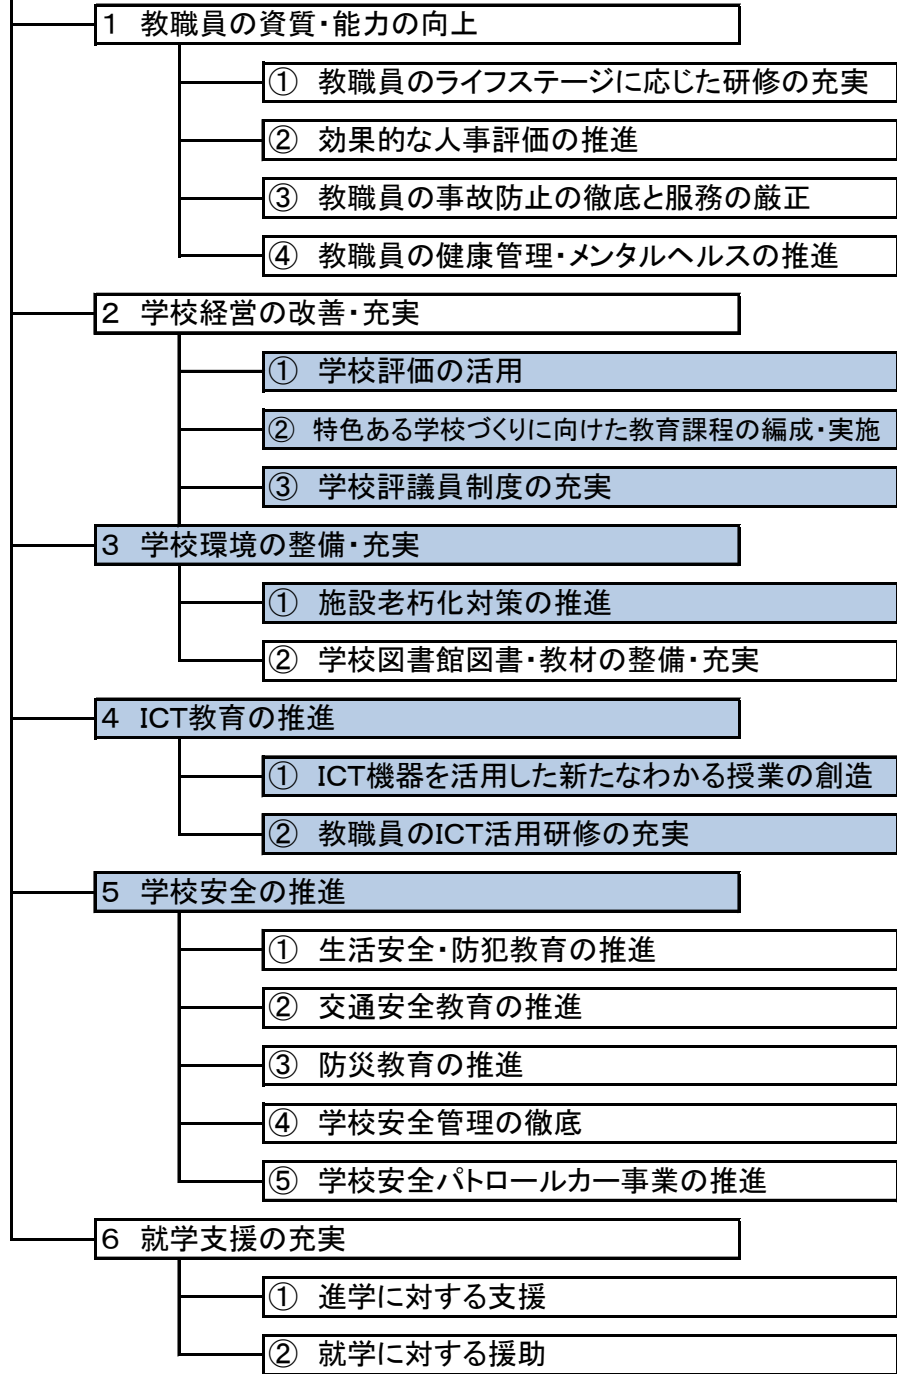 1 教職員の資質・能力の向上
① 教職員のライフステージに応じた研修の充実
② 効果的な人事評価の推進
③ 教職員の事故防止の徹底と服務の厳正
④ 教職員の健康管理・メンタルヘルスの推進
2 学校経営の改善・充実
① 学校評価の活用
② 特色ある学校づくりに向けた教育課程の編成・実施
③ 学校評議員制度の充実
3 学校環境の整備・充実
① 施設老朽化対策の推進
② 学校図書館図書・教材の整備・充実
4 ICT教育の推進
① ICT機器を活用した新たなわかる授業の創造
② 教職員のICT活用研修の充実
5 学校安全の推進
① 生活安全・防犯教育の推進
② 交通安全教育の推進
③ 防災教育の推進
④ 学校安全管理の徹底
⑤ 学校安全パトロールカー事業の推進
6 就学支援の充実
① 進学に対する支援
② 就学に対する援助